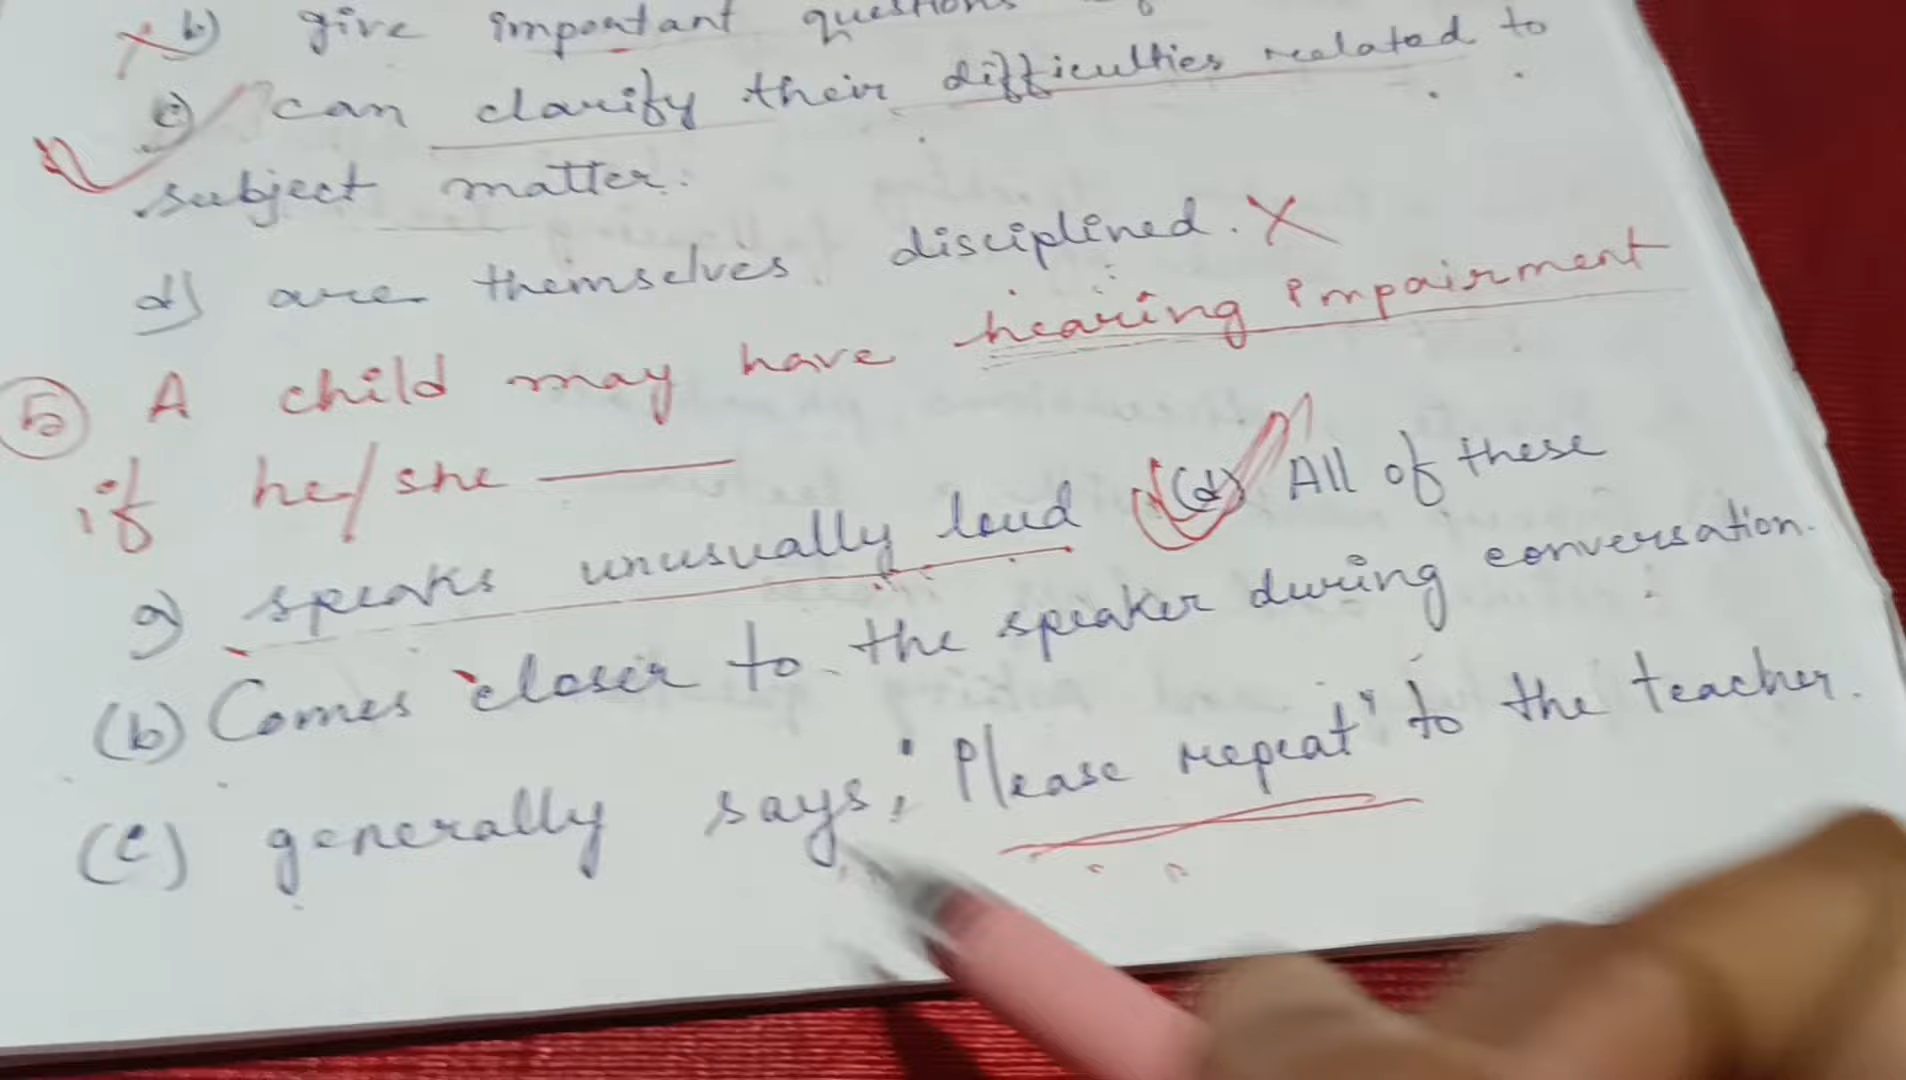 b) give important questions
c) can clarify their difficulties related to
subject matter.
d) are themselves disciplined. X
5 A child may have hearing impairment
if he/she ———
a) speaks unusually loud (d) All of these
(b) Comes closer to the speaker during conversation.
(c) generally says, "Please repeat" to the teacher.